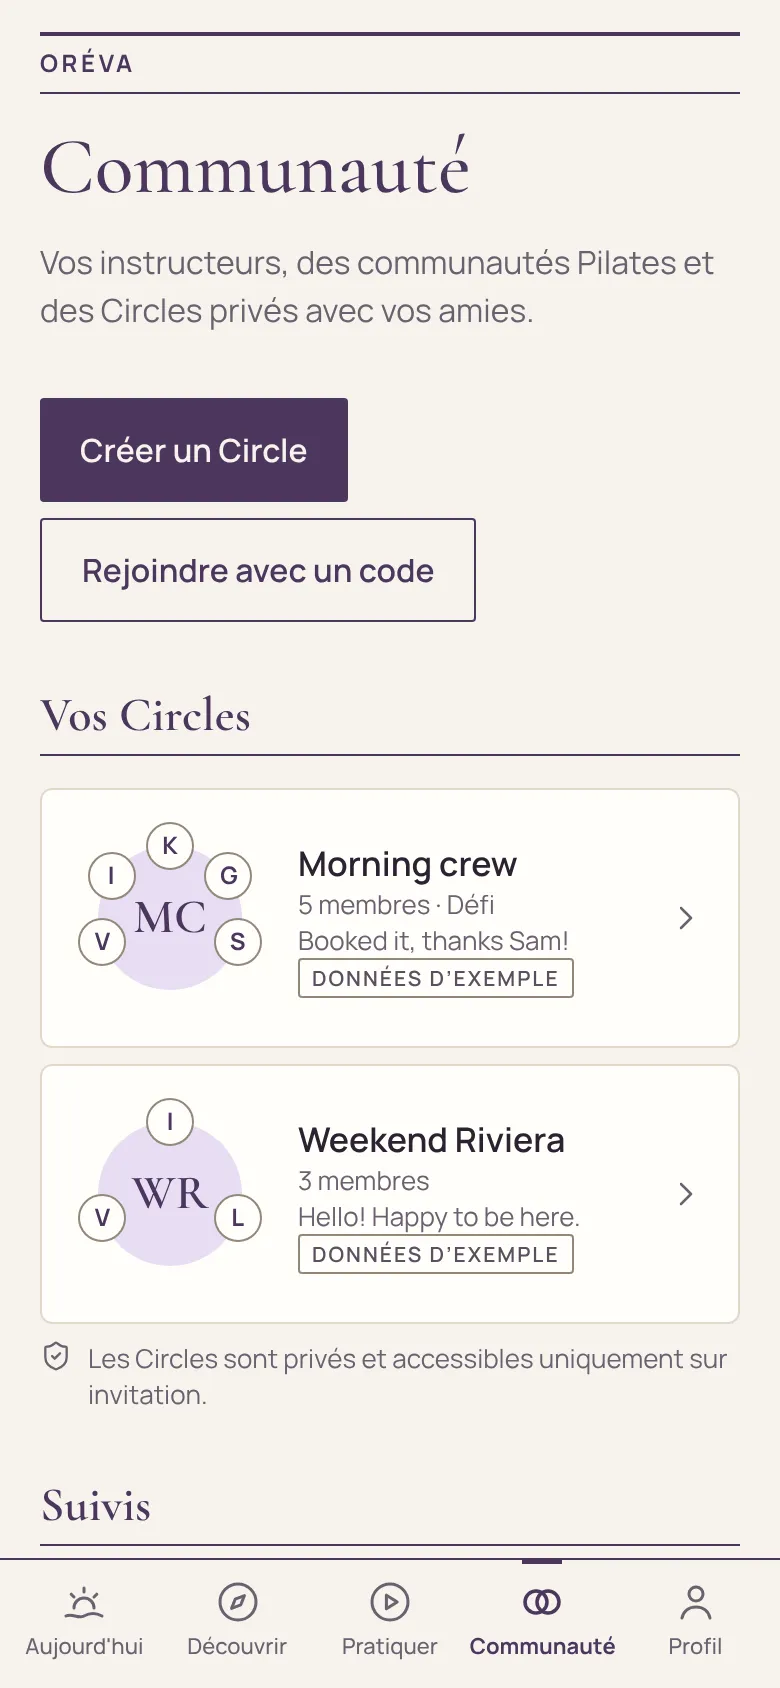 ORÉVA
Communauté
Vos instructeurs, des communautés Pilates et
des Circles privés avec vos amies.
Créer un Circle
Rejoindre avec un code
Vos Circles
K
I
G
MC
V
S
Morning crew
5 membres · Défi
Booked it, thanks Sam!
DONNÉES D’EXEMPLE
I
WR
V
L
Weekend Riviera
3 membres
Hello! Happy to be here.
DONNÉES D’EXEMPLE
Les Circles sont privés et accessibles uniquement sur
invitation.
Suivis
Aujourd'hui
Découvrir
Pratiquer
Communauté
Profil